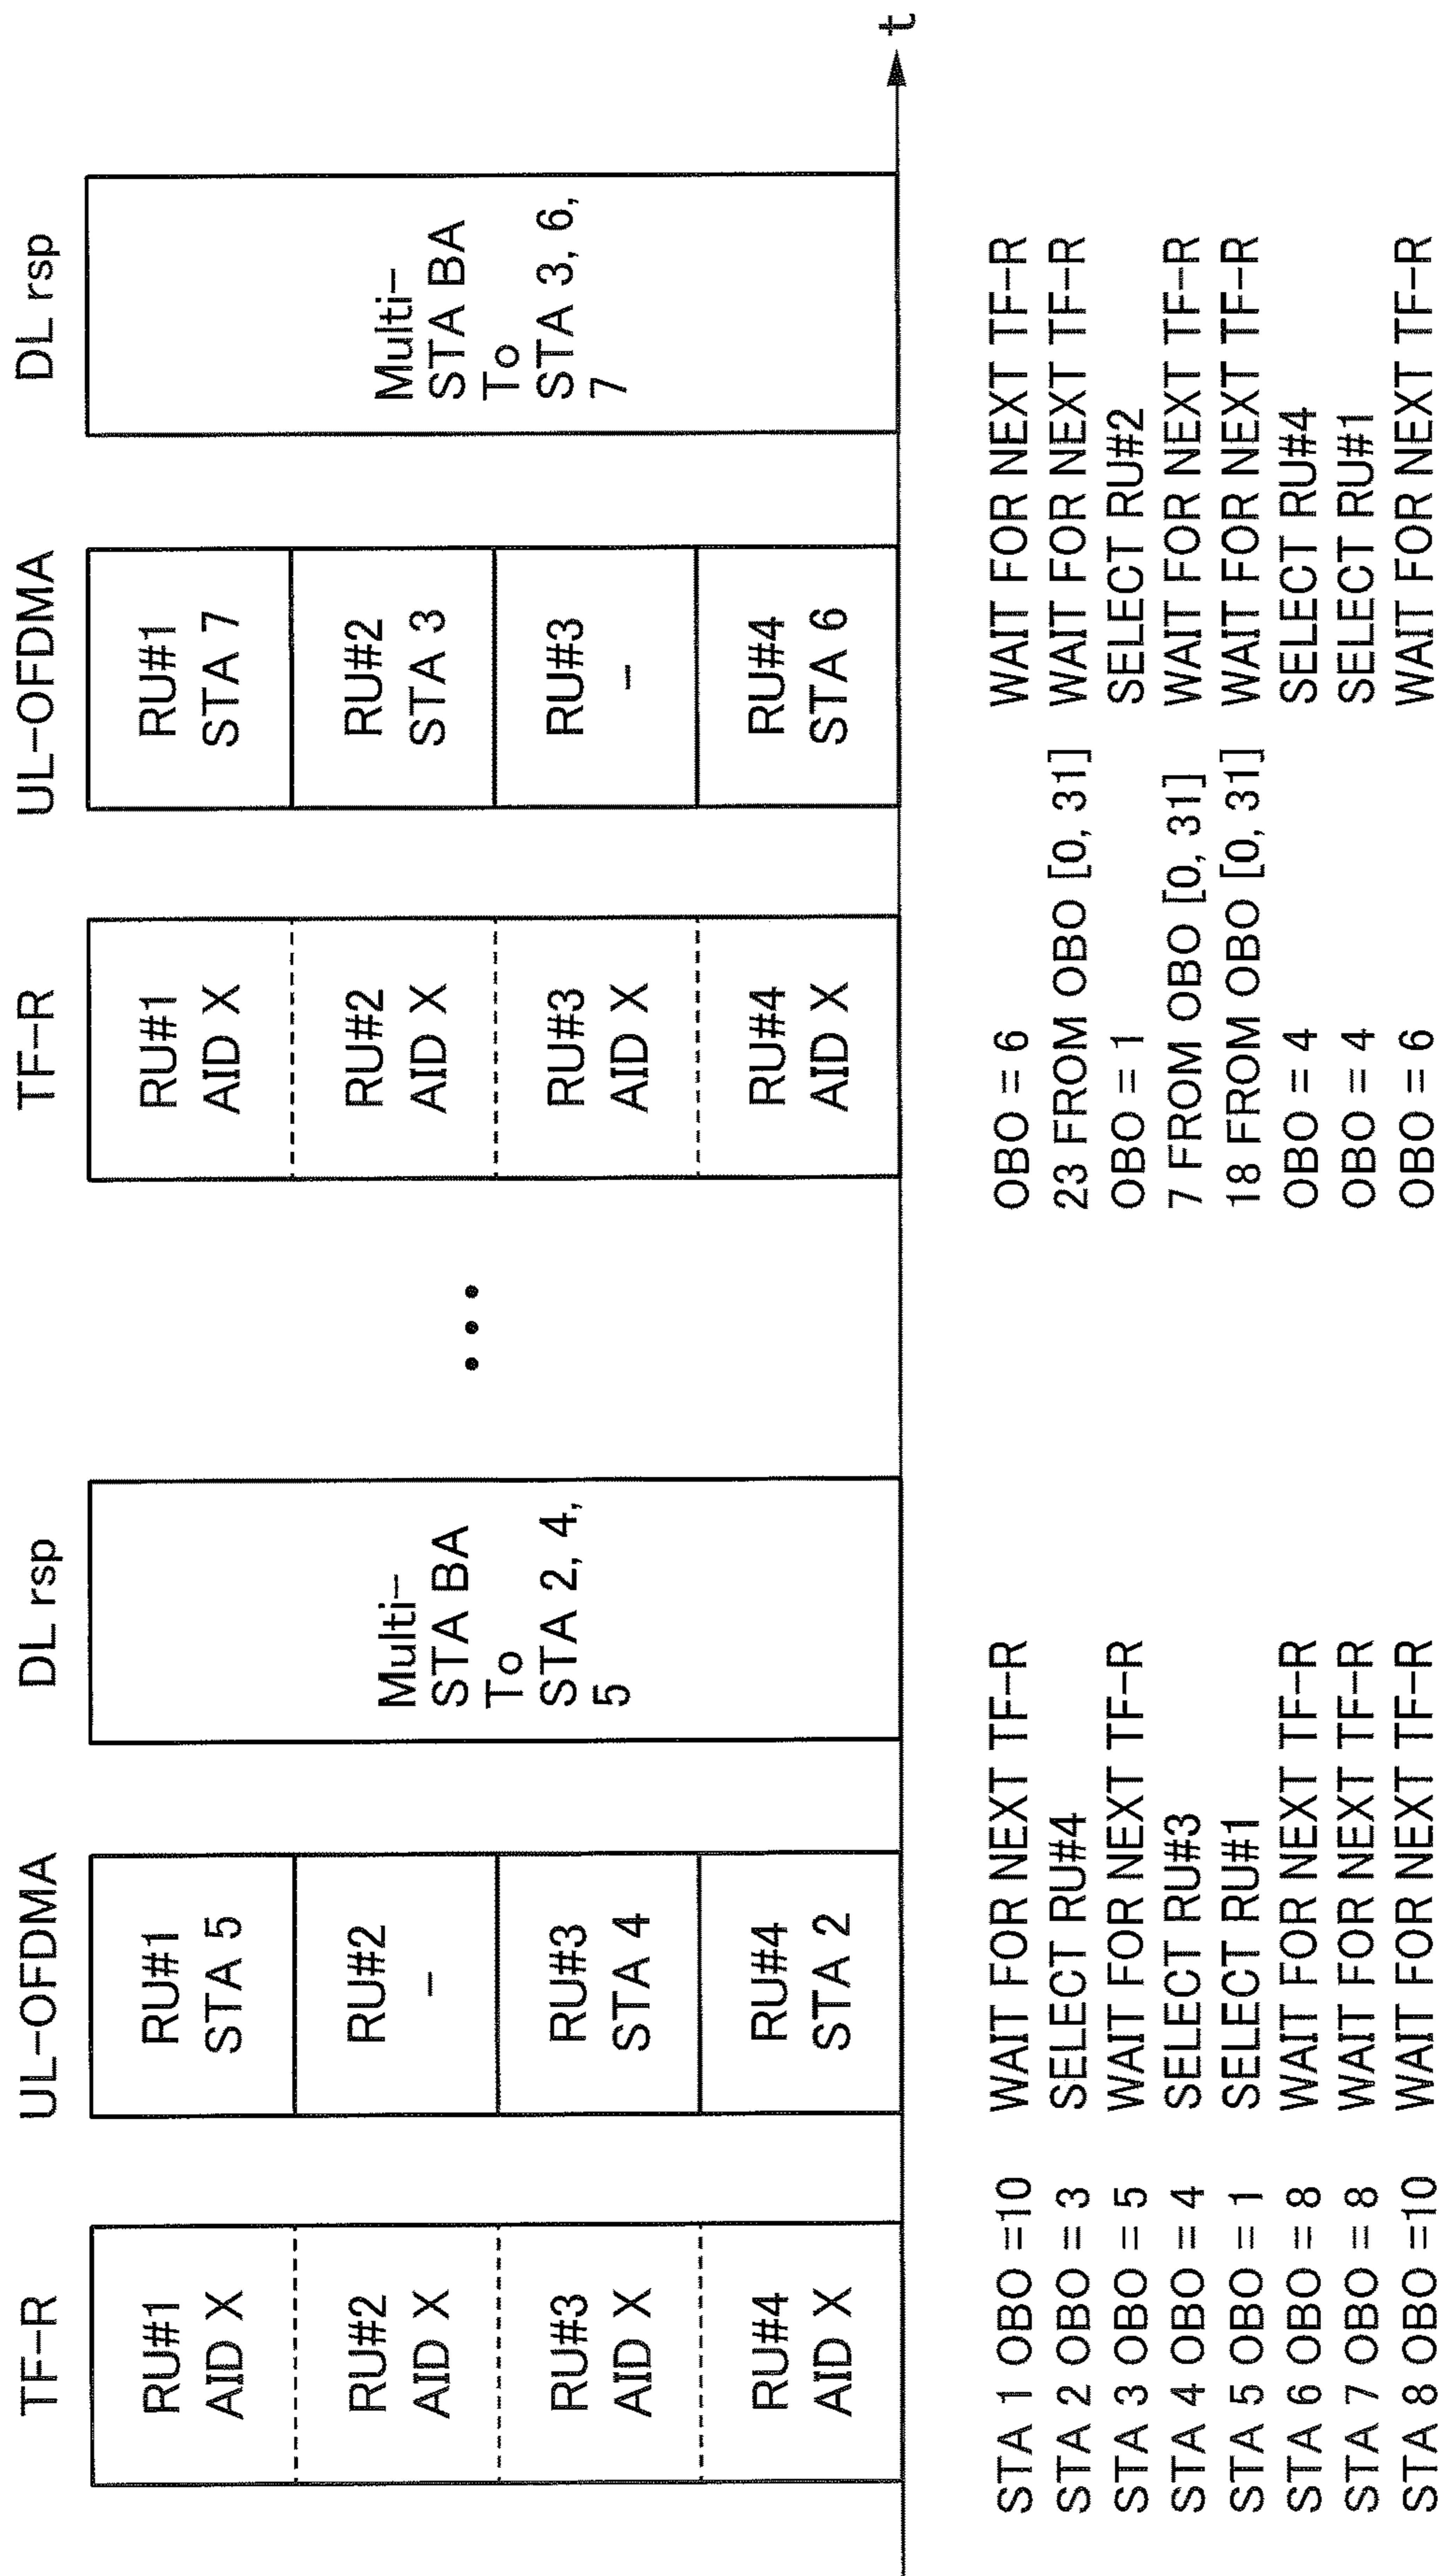 TF-R
UL-OFDMA
DL rsp
TF-R
UL-OFDMA
DL rsp
RU#1
AID X
RU#2
AID X
RU#3
AID X
RU#4
AID X
RU#1
STA 5
RU#2
–
RU#3
STA 4
RU#4
STA 2
Multi-
STA BA
To
STA 2, 4,
5
• • •
RU#1
AID X
RU#2
AID X
RU#3
AID X
RU#4
AID X
RU#1
STA 7
RU#2
STA 3
RU#3
–
RU#4
STA 6
Multi-
STA BA
To
STA 3, 6,
7
t
STA 1 OBO =10 WAIT FOR NEXT TF-R OBO = 6 WAIT FOR NEXT TF-R
STA 2 OBO = 3 SELECT RU#4 23 FROM OBO [0, 31] WAIT FOR NEXT TF-R
STA 3 OBO = 5 WAIT FOR NEXT TF-R OBO = 1 SELECT RU#2
STA 4 OBO = 4 SELECT RU#3 7 FROM OBO [0, 31] WAIT FOR NEXT TF-R
STA 5 OBO = 1 SELECT RU#1 18 FROM OBO [0, 31] WAIT FOR NEXT TF-R
STA 6 OBO = 8 WAIT FOR NEXT TF-R OBO = 4 SELECT RU#4
STA 7 OBO = 8 WAIT FOR NEXT TF-R OBO = 4 SELECT RU#1
STA 8 OBO =10 WAIT FOR NEXT TF-R OBO = 6 WAIT FOR NEXT TF-R